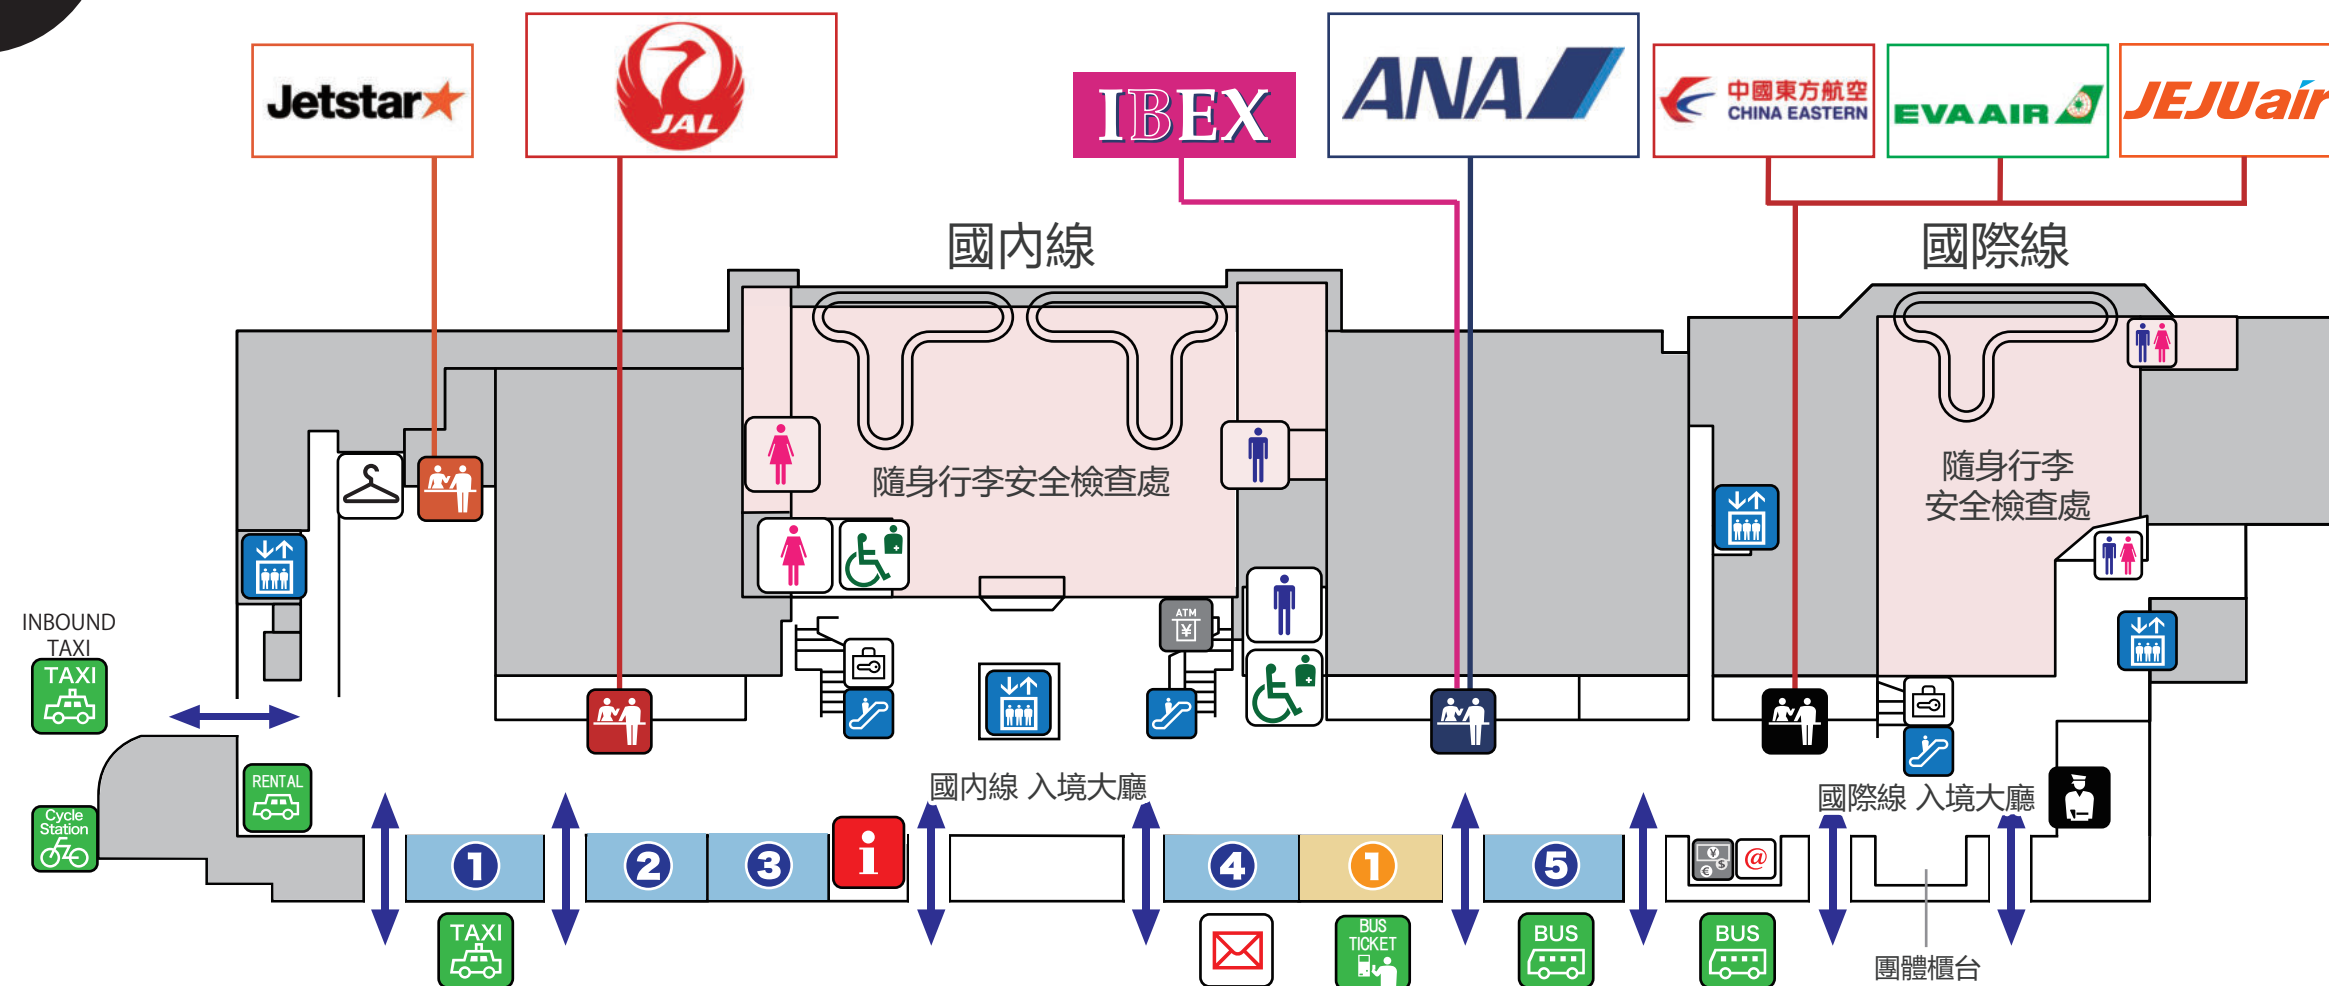 Jetstar
JAL
IBEX
ANA
中國東方航空
CHINA EASTERN
EVA AIR
JEJUair
國内線
國際線
隨身行李安全檢查處
隨身行李
安全檢查處
ATM
¥
INBOUND
TAXI
TAXI
RENTAL
Cycle
Station
國内線 入境大廳
國際線 入境大廳
1
2
3
i
4
1
5
¥
$
€
@
TAXI
BUS
TICKET
BUS
BUS
團體櫃台